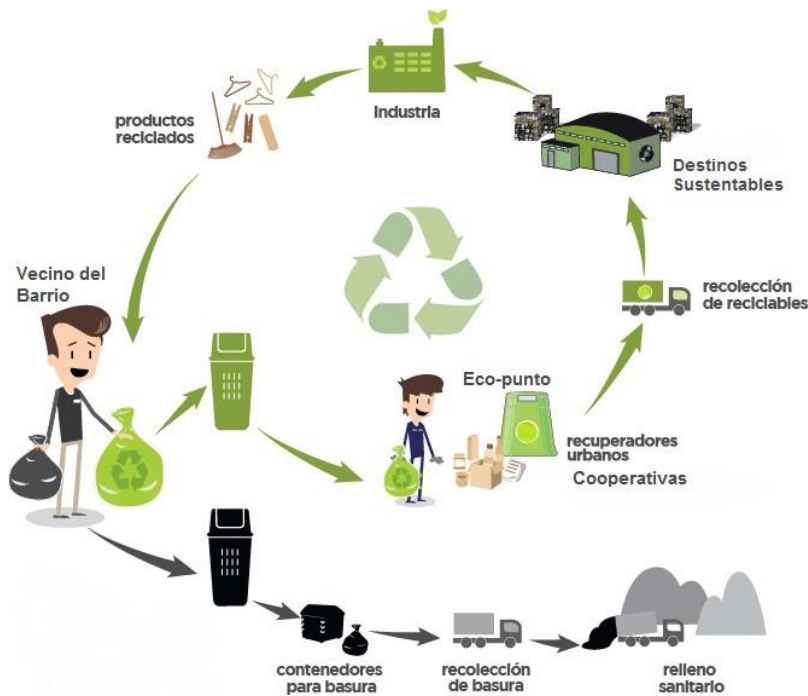 Industria
productos
reciclados
Destinos
Sustentables
Vecino del
Barrio
recolección
de reciclables
Eco-punto
recuperadores
urbanos
Cooperativas
contenedores
para basura
recolección
de basura
relleno
sanitario